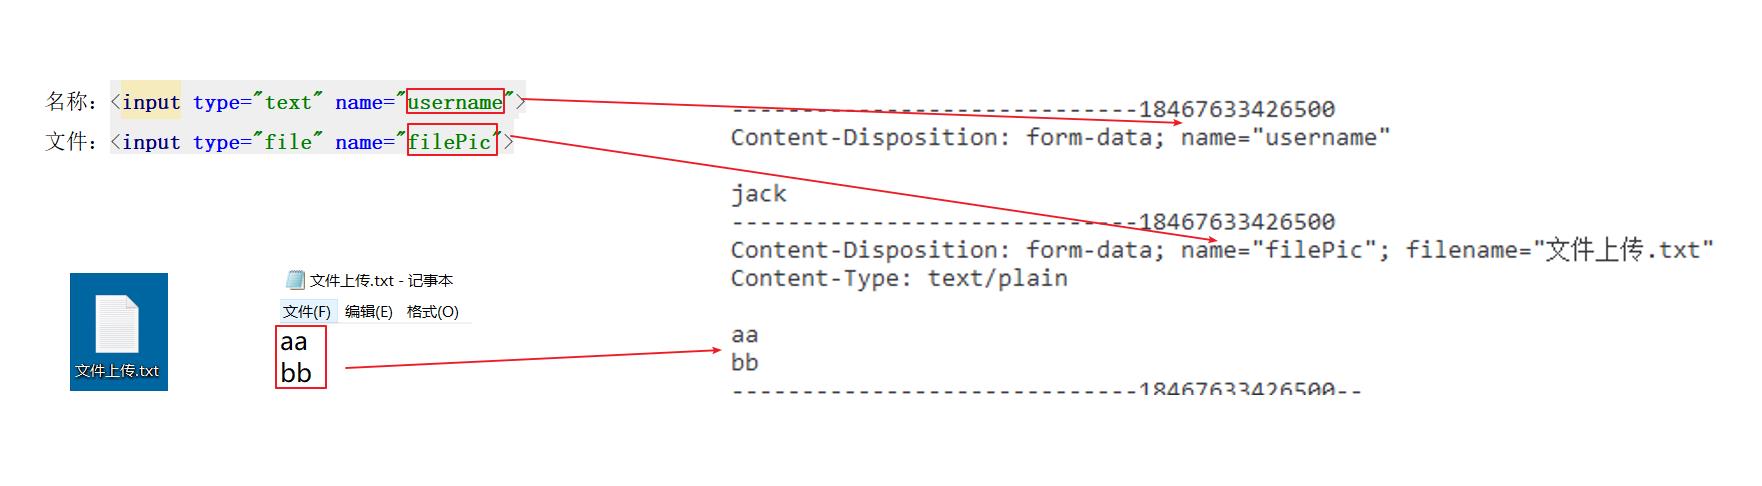 名称：<input type="text" name="username">
文件：<input type="file" name="filePic">
文件上传.txt
文件上传.txt - 记事本
文件(F) 编辑(E) 格式(O)
aa
bb
-----------------------------18467633426500
Content-Disposition: form-data; name="username"
jack
-----------------------------18467633426500
Content-Disposition: form-data; name="filePic"; filename="文件上传.txt"
Content-Type: text/plain
aa
bb
-----------------------------18467633426500--